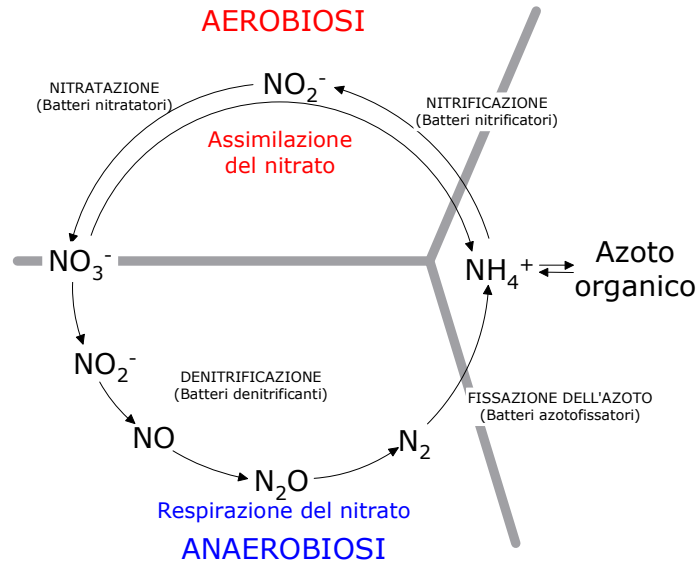 AEROBIOSI
NITRATAZIONE
(Batteri nitratatori)
NO₂⁻
NITRIFICAZIONE
(Batteri nitrificatori)
Assimilazione
del nitrato
NO₃⁻
NH₄⁺
Azoto
organico
NO₂⁻
DENITRIFICAZIONE
(Batteri denitrificanti)
FISSAZIONE DELL'AZOTO
(Batteri azotofissatori)
NO
N₂
N₂O
Respirazione del nitrato
ANAEROBIOSI